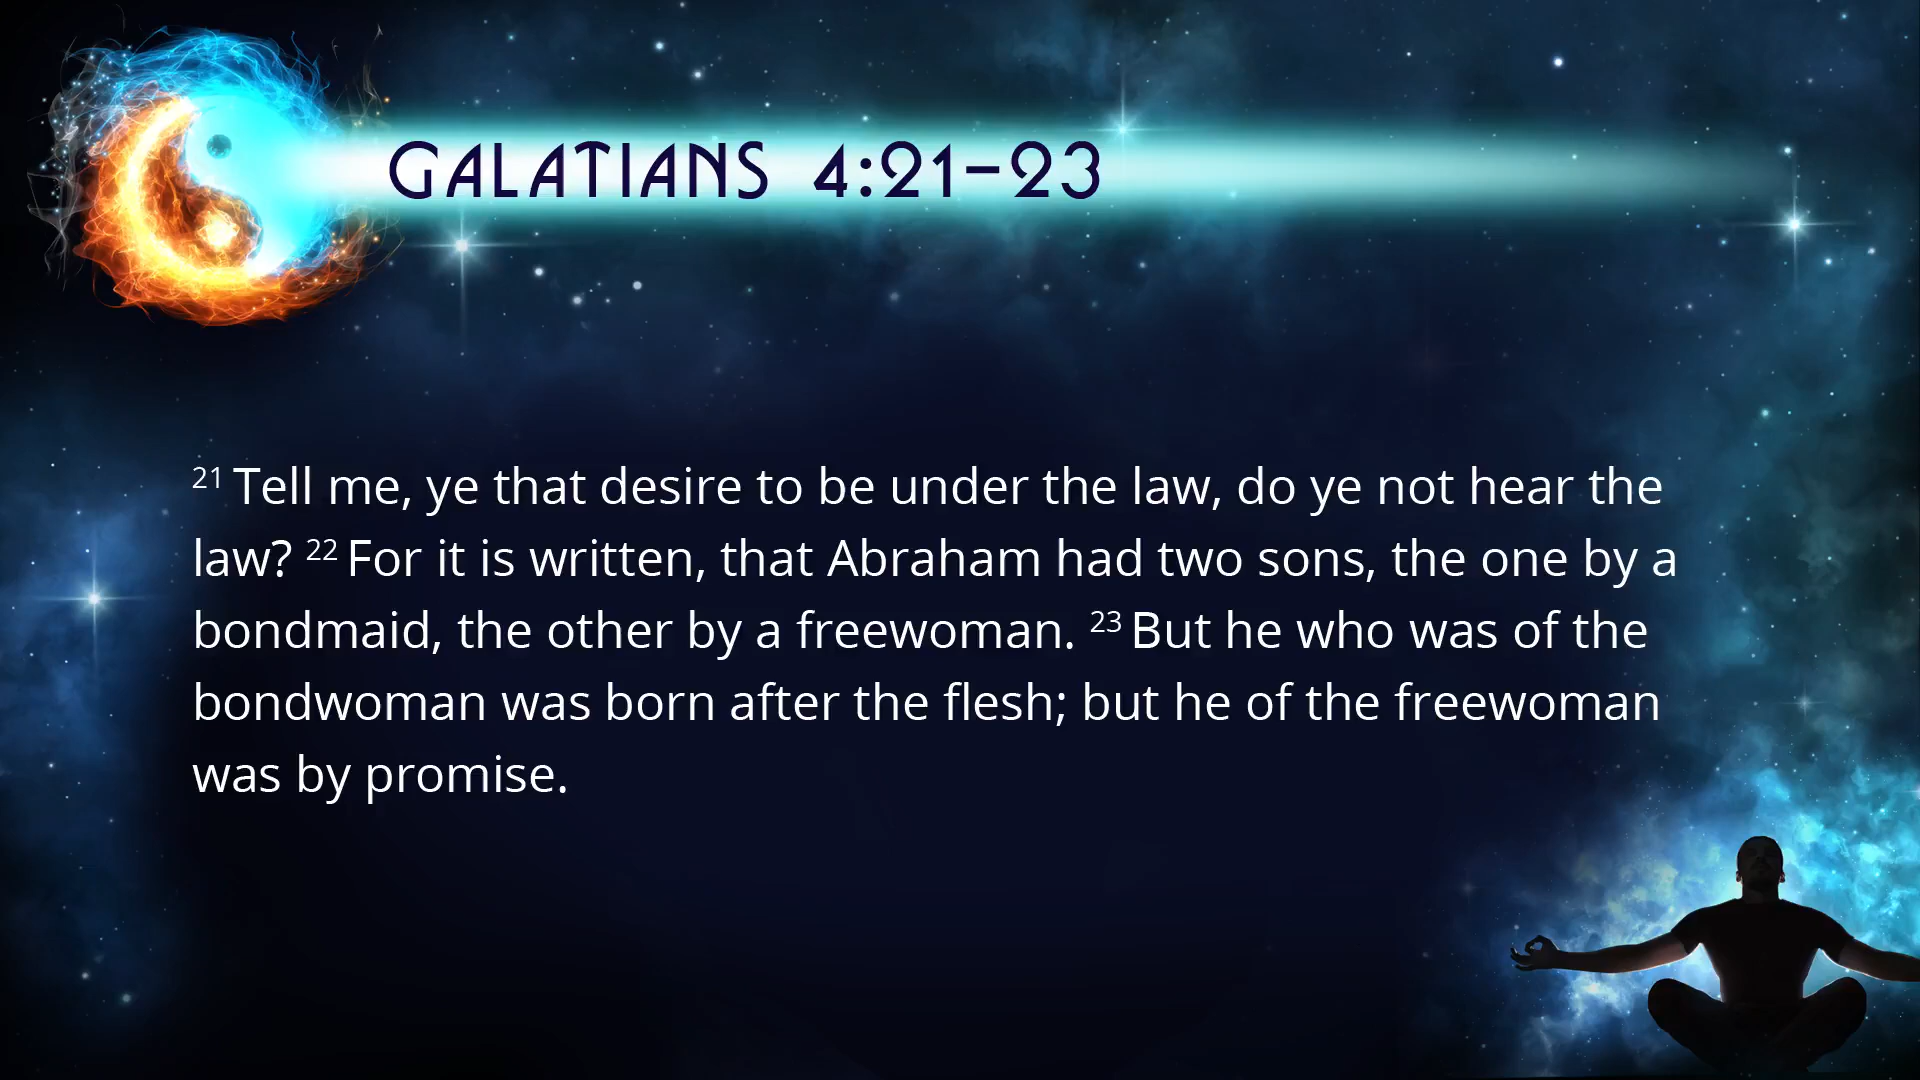 GALATIANS 4:21–23
21 Tell me, ye that desire to be under the law, do ye not hear the
law? 22 For it is written, that Abraham had two sons, the one by a
bondmaid, the other by a freewoman. 23 But he who was of the
bondwoman was born after the flesh; but he of the freewoman
was by promise.